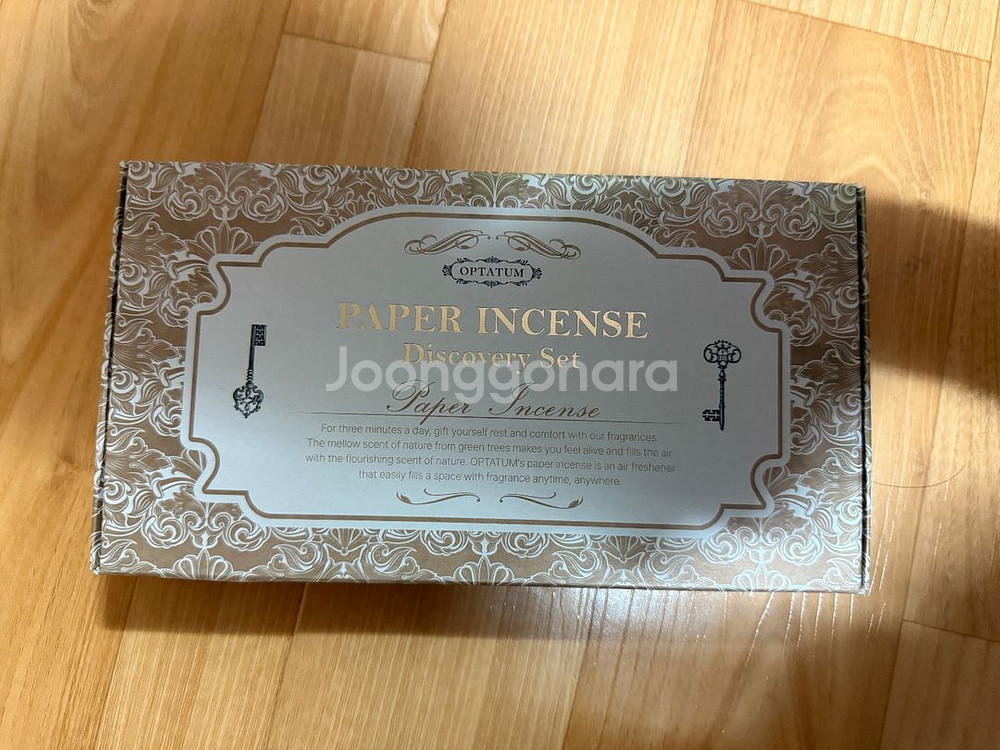 OPTATUM
PAPER INCENSE
Discovery Set
Joonggonara
Paper Incense
For three minutes a day, gift yourself rest and comfort with our fragrances.
The mellow scent of nature from green trees makes you feel alive and fills the air
with the flourishing scent of nature. OPTATUM's paper incense is an air freshener
that easily fills a space with fragrance anytime, anywhere.